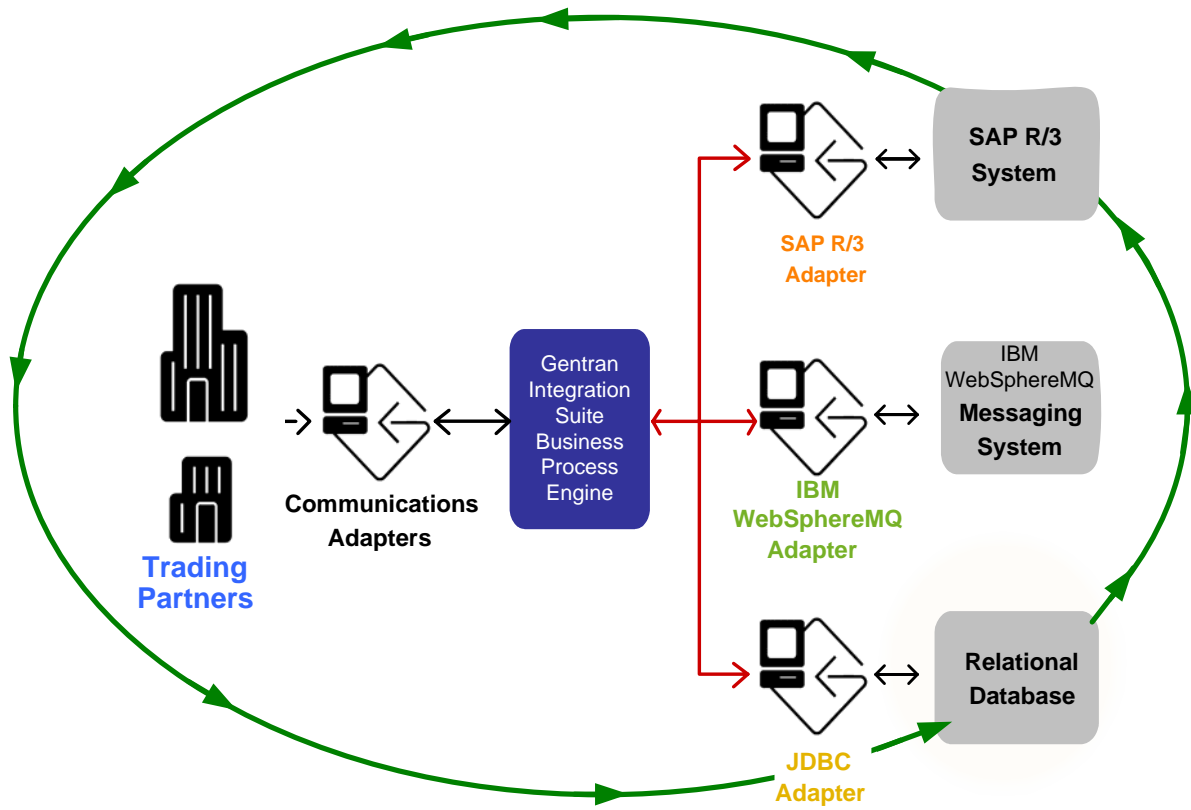 SAP R/3
System
SAP R/3
Adapter
Gentran
Integration
Suite
Business
Process
Engine
IBM
WebSphereMQ
Messaging
System
Communications
Adapters
IBM
WebSphereMQ
Adapter
Trading
Partners
Relational
Database
JDBC
Adapter